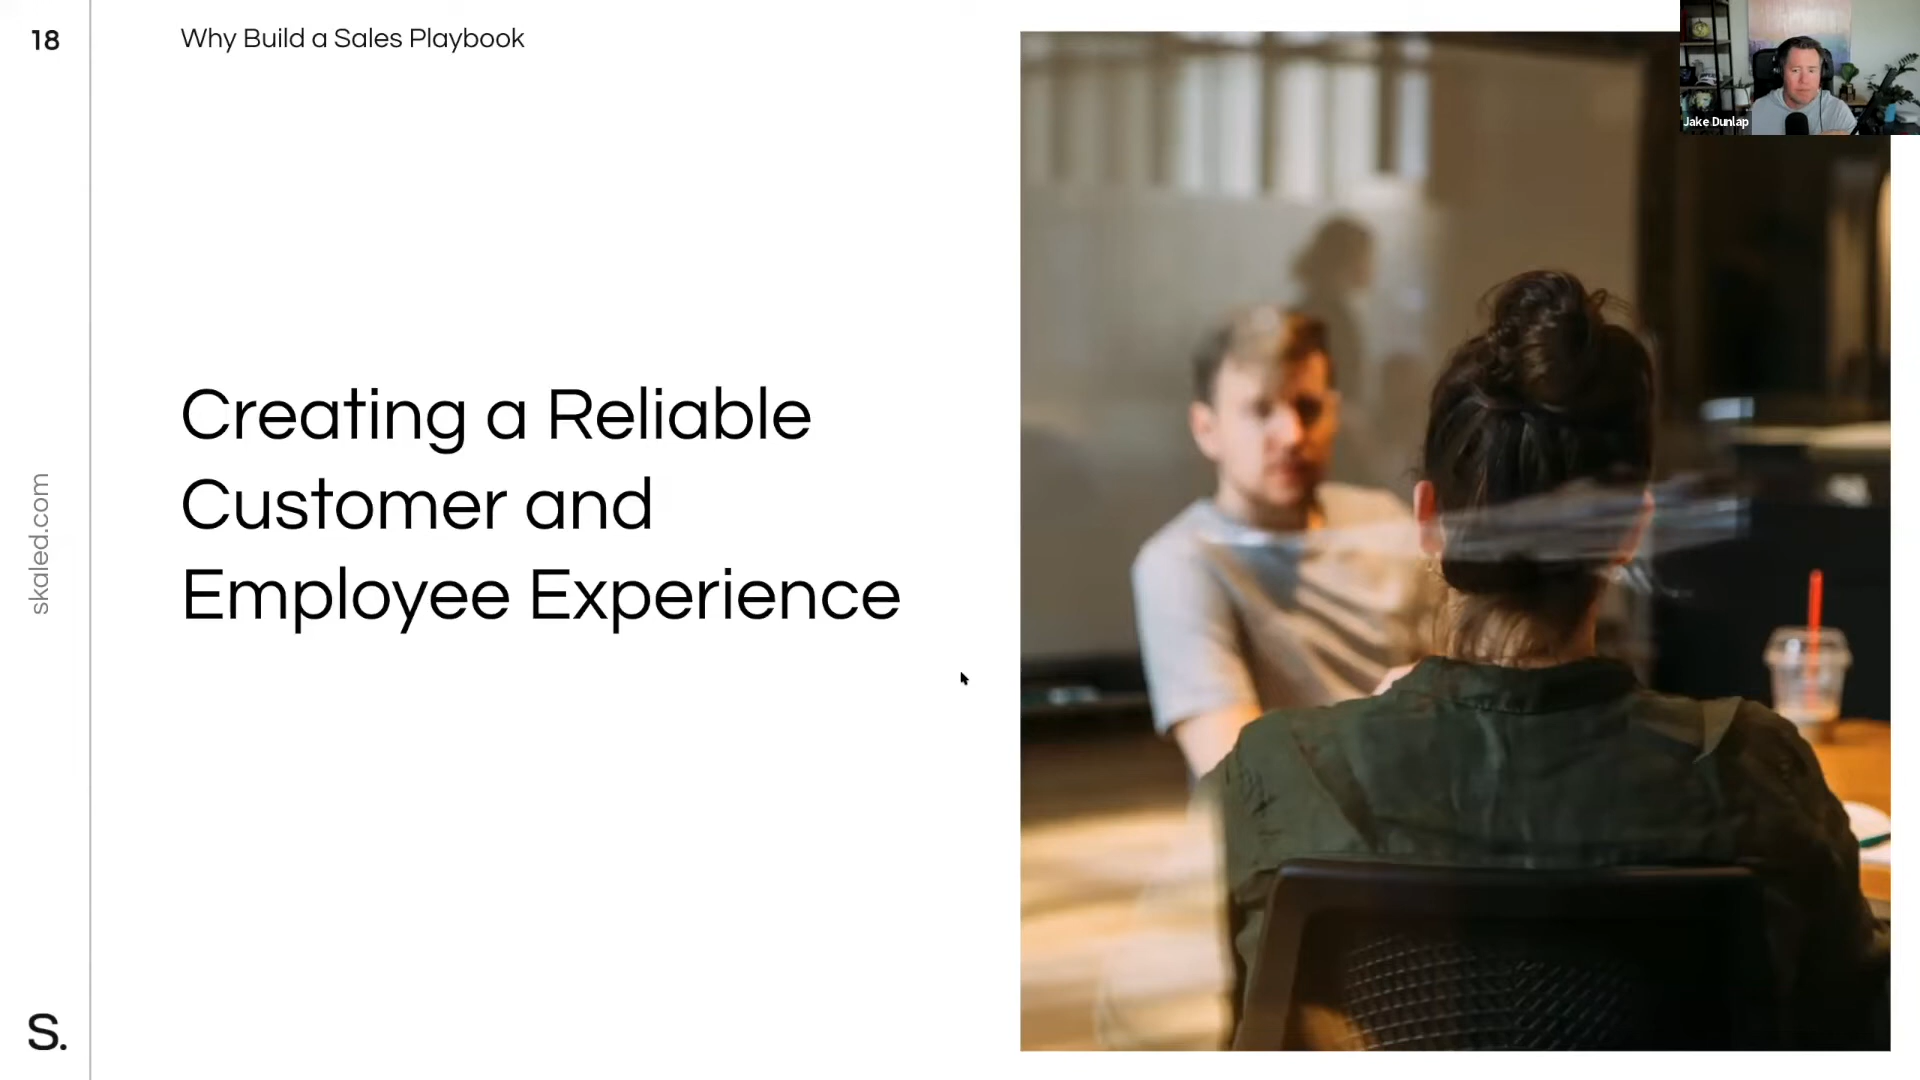 18
Why Build a Sales Playbook
Jake Dunlap
Creating a Reliable
Customer and
Employee Experience
skaled.com
S.